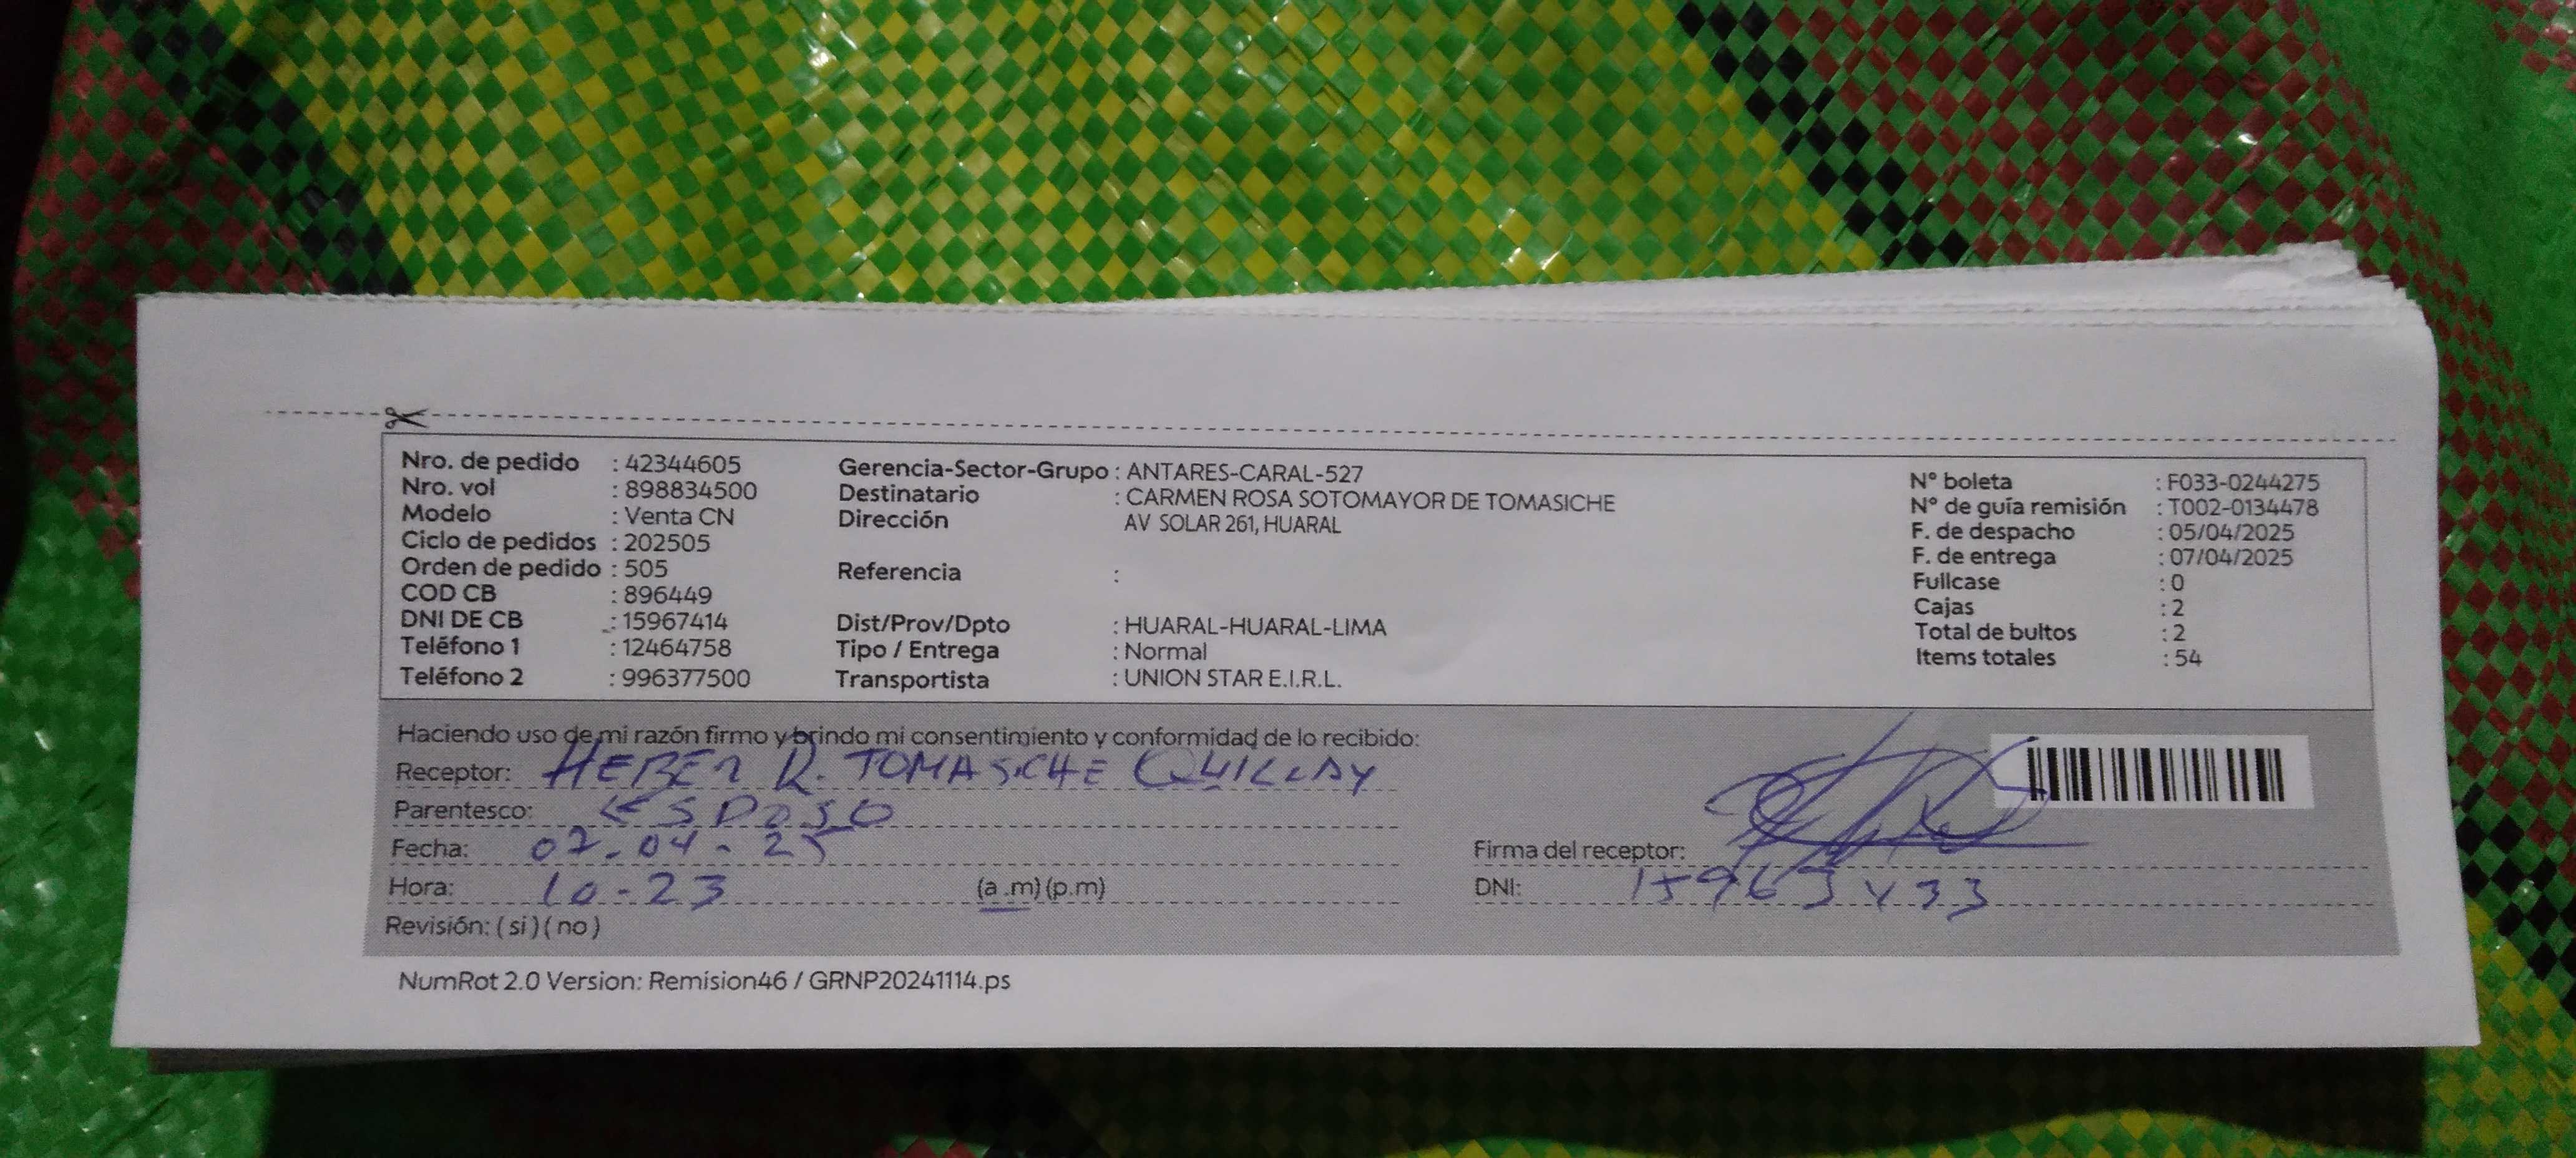 Nro. de pedido : 42344605
Nro. vol : 898834500
Modelo : Venta CN
Ciclo de pedidos : 202505
Orden de pedido : 505
COD CB : 896449
DNI DE CB : 15967414
Teléfono 1 : 12464758
Teléfono 2 : 996377500
Gerencia-Sector-Grupo : ANTARES-CARAL-527
Destinatario : CARMEN ROSA SOTOMAYOR DE TOMASICHE
Dirección AV SOLAR 261, HUARAL
Referencia :
Dist/Prov/Dpto : HUARAL-HUARAL-LIMA
Tipo / Entrega : Normal
Transportista : UNION STAR E.I.R.L.
N° boleta : F033-0244275
N° de guía remisión : T002-0134478
F. de despacho : 05/04/2025
F. de entrega : 07/04/2025
Fullcase : 0
Cajas : 2
Total de bultos : 2
Items totales : 54
Haciendo uso de mi razón firmo y brindo mi consentimiento y conformidad de lo recibido:
Receptor: HEBER R. TOMASICHE QUILLAY
Parentesco: ESPOSO
Fecha: 07-04-25
Hora: 10-23 (a.m) (p.m)
Revisión: ( si ) ( no )
Firma del receptor:
DNI:
NumRot 2.0 Version: Remision46 / GRNP20241114.ps